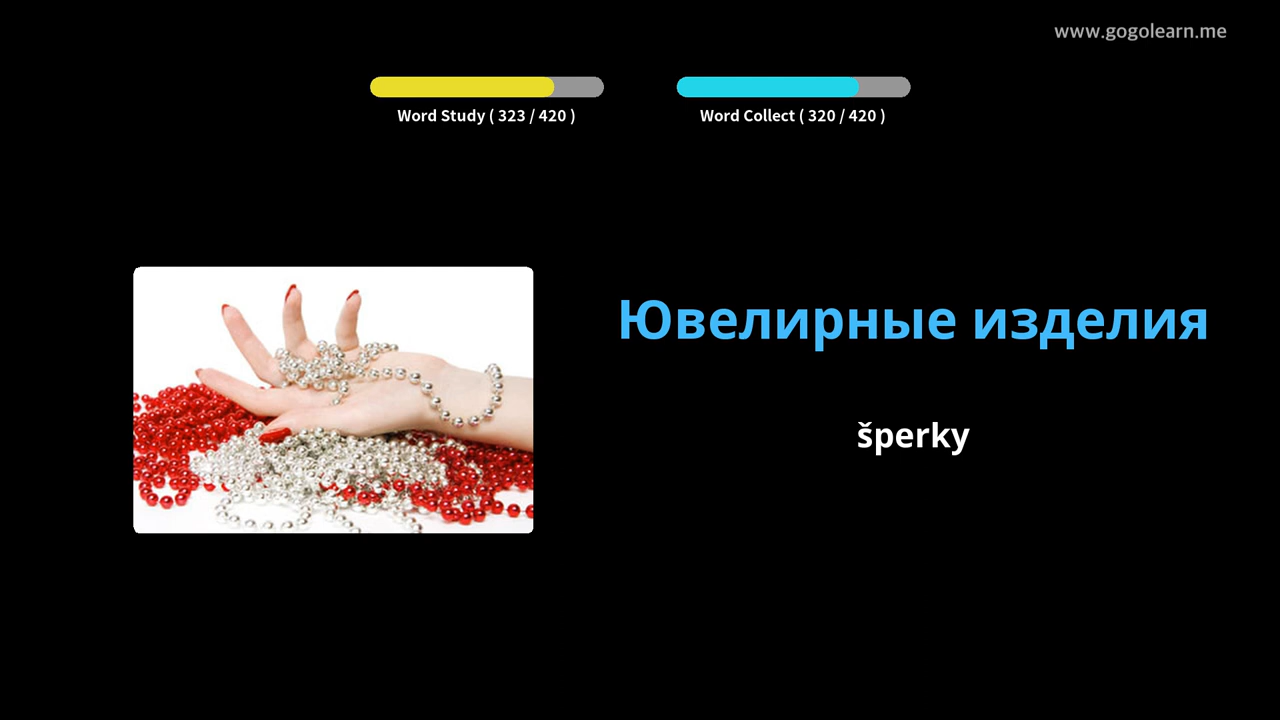 www.gogolearn.me
Word Study ( 323 / 420 )
Word Collect ( 320 / 420 )
Ювелирные изделия
šperky